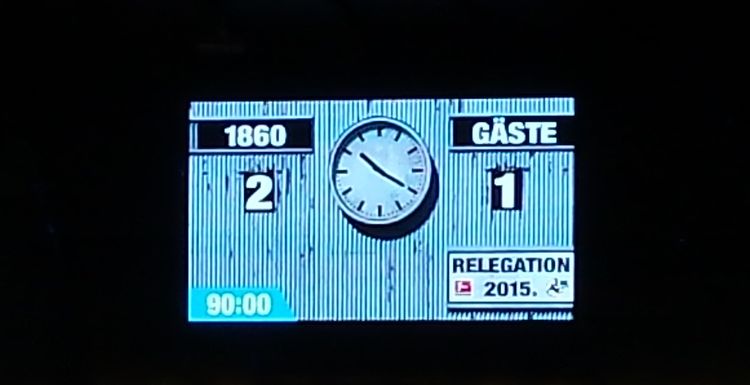 1860
GÄSTE
2
1
RELEGATION
2015.
90:00